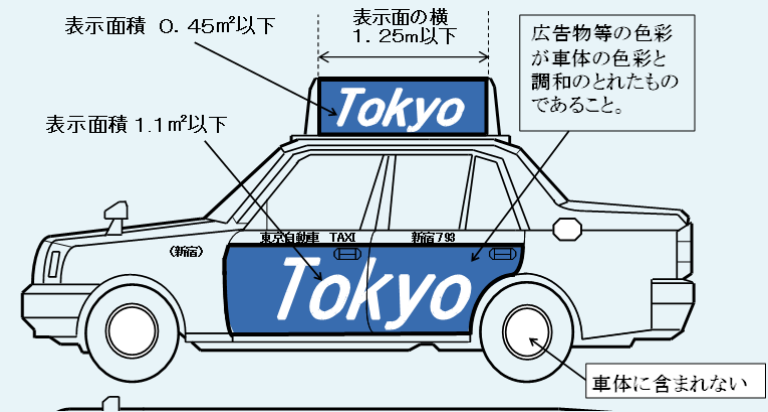 表示面積 0.45㎡以下
表示面の横
1.25m以下
広告物等の色彩
が車体の色彩と
調和のとれたもの
であること。
Tokyo
表示面積1.1㎡以下
(新宿)
東京自動車 TAXI 新宿793
Tokyo
車体に含まれない